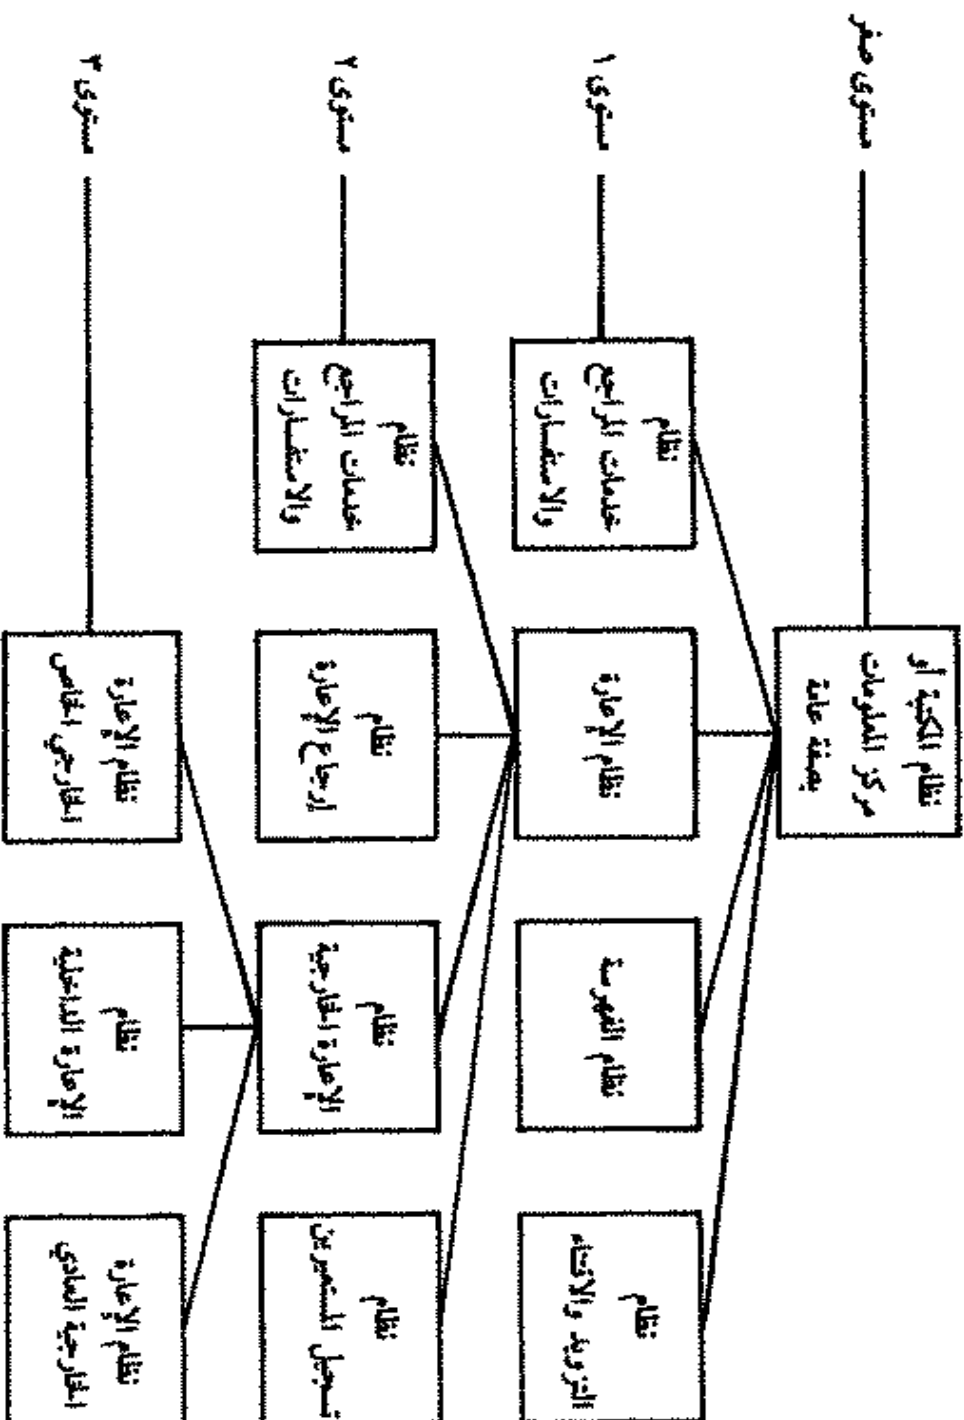 مستوى صفر
نظام المكتبة أو
مركز المعلومات
بصفة عامة
مستوى ١
نظام
خدمات المراجع
والاستفسارات
نظام الإعارة
نظام الفهرسة
نظام
التزويد والاقتناء
مستوى ٢
نظام
خدمات المراجع
والاستفسارات
نظام
إرجاع الإعارة
نظام
الإعارة الخارجية
نظام
تسجيل المستعيرين
مستوى ٣
نظام الإعارة
الخارجي الخاص
نظام
الإعارة الداخلية
نظام الإعارة
الخارجية العادي